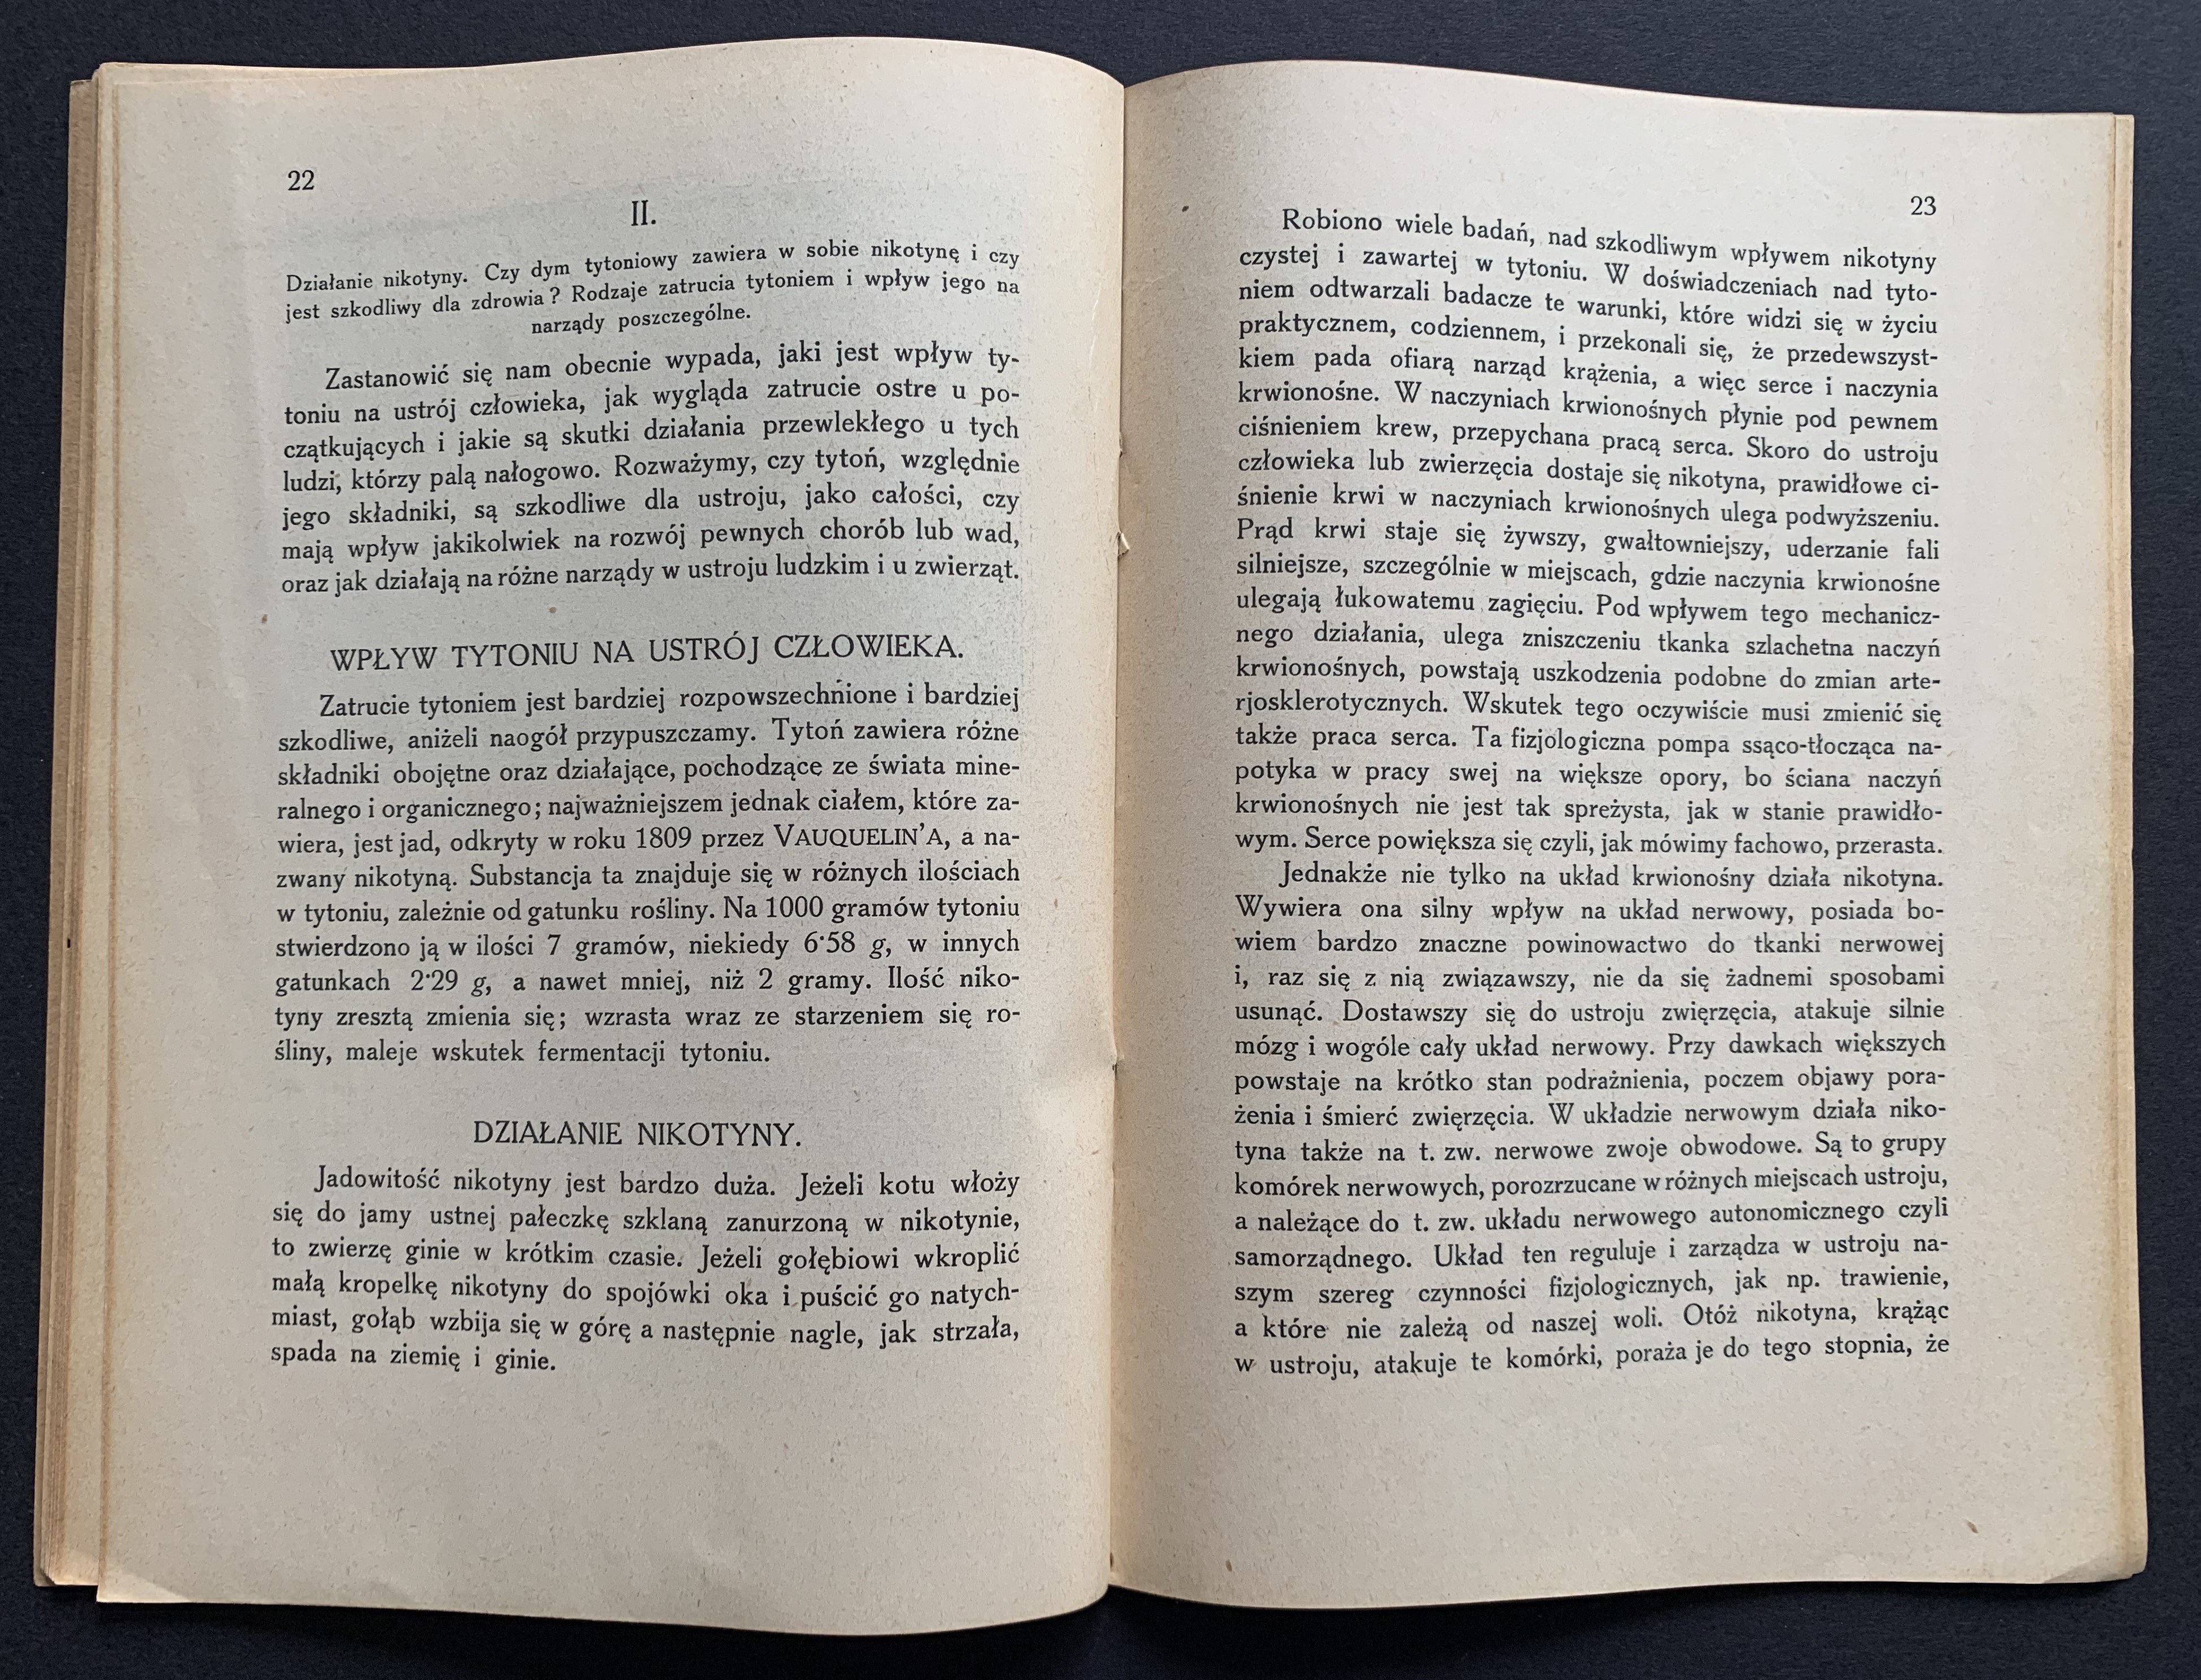 22
II.
Działanie nikotyny. Czy dym tytoniowy zawiera w sobie nikotynę i czy
jest szkodliwy dla zdrowia? Rodzaje zatrucia tytoniem i wpływ jego na
narządy poszczególne.
Zastanowić się nam obecnie wypada, jaki jest wpływ ty-
toniu na ustrój człowieka, jak wygląda zatrucie ostre u po-
czątkujących i jakie są skutki działania przewlekłego u tych
ludzi, którzy palą nałogowo. Rozważymy, czy tytoń, względnie
jego składniki, są szkodliwe dla ustroju, jako całości, czy
mają wpływ jakikolwiek na rozwój pewnych chorób lub wad,
oraz jak działają na różne narządy w ustroju ludzkim i u zwierząt.
WPŁYW TYTONIU NA USTRÓJ CZŁOWIEKA.
Zatrucie tytoniem jest bardziej rozpowszechnione i bardziej
szkodliwe, aniżeli naogół przypuszczamy. Tytoń zawiera różne
składniki obojętne oraz działające, pochodzące ze świata mine-
ralnego i organicznego; najważniejszem jednak ciałem, które za-
wiera, jest jad, odkryty w roku 1809 przez VAUQUELIN'A, a na-
zwany nikotyną. Substancja ta znajduje się w różnych ilościach
w tytoniu, zależnie od gatunku rośliny. Na 1000 gramów tytoniu
stwierdzono ją w ilości 7 gramów, niekiedy 6·58 g, w innych
gatunkach 2·29 g, a nawet mniej, niż 2 gramy. Ilość niko-
tyny zresztą zmienia się; wzrasta wraz ze starzeniem się ro-
śliny, maleje wskutek fermentacji tytoniu.
DZIAŁANIE NIKOTYNY.
Jadowitość nikotyny jest bardzo duża. Jeżeli kotu włoży
się do jamy ustnej pałeczkę szklaną zanurzoną w nikotynie,
to zwierzę ginie w krótkim czasie. Jeżeli gołębiowi wkroplić
małą kropelkę nikotyny do spojówki oka i puścić go natych-
miast, gołąb wzbija się w górę a następnie nagle, jak strzała,
spada na ziemię i ginie.
23
Robiono wiele badań, nad szkodliwym wpływem nikotyny
czystej i zawartej w tytoniu. W doświadczeniach nad tyto-
niem odtwarzali badacze te warunki, które widzi się w życiu
praktycznem, codziennem, i przekonali się, że przedewszyst-
kiem pada ofiarą narząd krążenia, a więc serce i naczynia
krwionośne. W naczyniach krwionośnych płynie pod pewnem
ciśnieniem krew, przepychana pracą serca. Skoro do ustroju
człowieka lub zwierzęcia dostaje się nikotyna, prawidłowe ci-
śnienie krwi w naczyniach krwionośnych ulega podwyższeniu.
Prąd krwi staje się żywszy, gwałtowniejszy, uderzanie fali
silniejsze, szczególnie w miejscach, gdzie naczynia krwionośne
ulegają łukowatemu zagięciu. Pod wpływem tego mechanicz-
nego działania, ulega zniszczeniu tkanka szlachetna naczyń
krwionośnych, powstają uszkodzenia podobne do zmian arte-
rjosklerotycznych. Wskutek tego oczywiście musi zmienić się
także praca serca. Ta fizjologiczna pompa ssąco-tłocząca na-
potyka w pracy swej na większe opory, bo ściana naczyń
krwionośnych nie jest tak sprężysta, jak w stanie prawidło-
wym. Serce powiększa się czyli, jak mówimy fachowo, przerasta.
Jednakże nie tylko na układ krwionośny działa nikotyna.
Wywiera ona silny wpływ na układ nerwowy, posiada bo-
wiem bardzo znaczne powinowactwo do tkanki nerwowej
i, raz się z nią związawszy, nie da się żadnemi sposobami
usunąć. Dostawszy się do ustroju zwięrzęcia, atakuje silnie
mózg i wogóle cały układ nerwowy. Przy dawkach większych
powstaje na krótko stan podrażnienia, poczem objawy pora-
żenia i śmierć zwięrzęcia. W układzie nerwowym działa niko-
tyna także na t. zw. nerwowe zwoje obwodowe. Są to grupy
komórek nerwowych, porozrzucane w różnych miejscach ustroju,
a należące do t. zw. układu nerwowego autonomicznego czyli
samorządnego. Układ ten reguluje i zarządza w ustroju na-
szym szereg czynności fizjologicznych, jak np. trawienie,
a które nie zależą od naszej woli. Otóż nikotyna, krążąc
w ustroju, atakuje te komórki, poraża je do tego stopnia, że